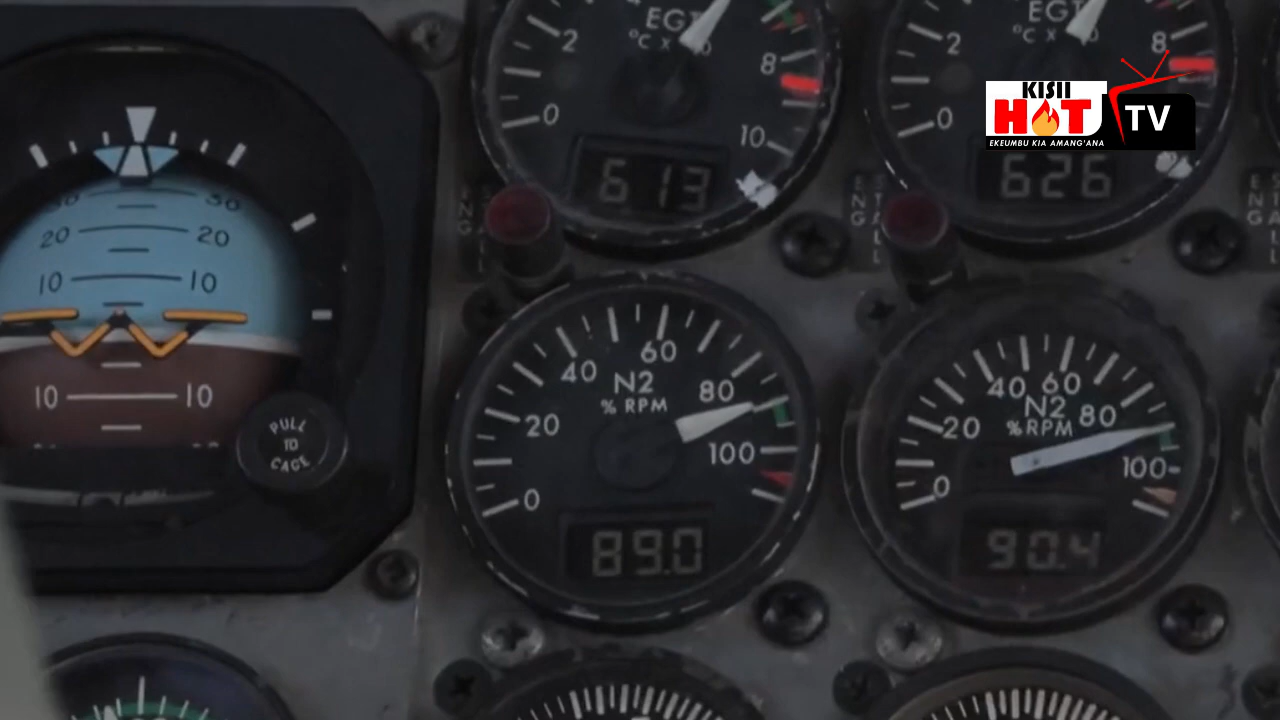 EGT
°C x
2
8
0
10
613
EGT
°C x
2
8
0
626
KISII
HOT
TV
EKEUMBU KIA AMANG'ANA
ENG
STALL
30
20 20
10 10
10 10
PULL
TO
CAGE
60
40
80
20
100
0
N2
% RPM
89.0
40 60
20
80
0
100
N2
% RPM
90.4